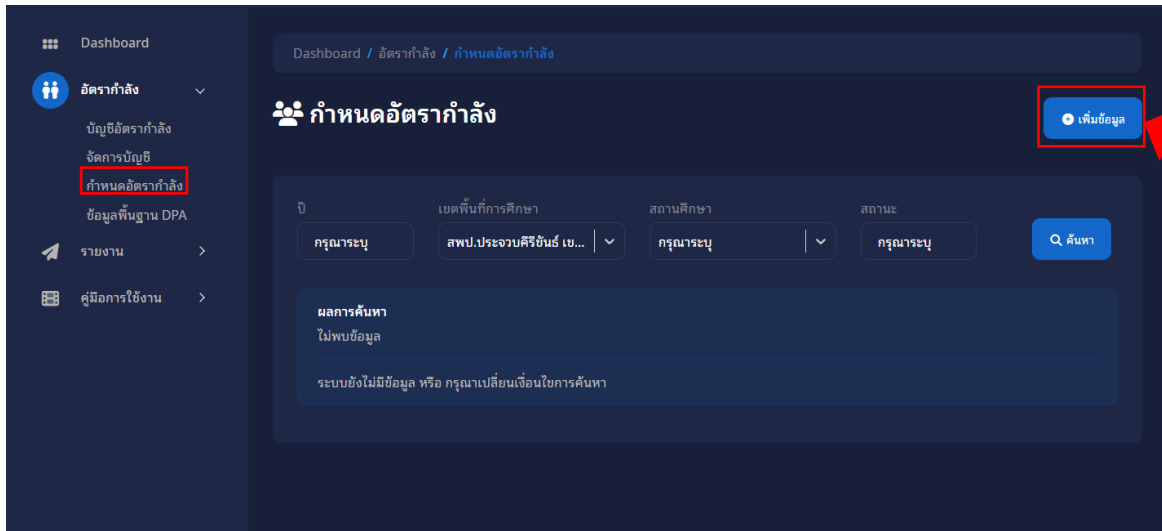 Dashboard
อัตรากำลัง
บัญชีอัตรากำลัง
จัดการบัญชี
กำหนดอัตรากำลัง
ข้อมูลพื้นฐาน DPA
รายงาน
คู่มือการใช้งาน
Dashboard / อัตรากำลัง / กำหนดอัตรากำลัง
กำหนดอัตรากำลัง
เพิ่มข้อมูล
ปี เขตพื้นที่การศึกษา สถานศึกษา สถานะ
กรุณาระบุ สพป.ประจวบคีรีขันธ์ เข... กรุณาระบุ กรุณาระบุ ค้นหา
ผลการค้นหา
ไม่พบข้อมูล
ระบบยังไม่มีข้อมูล หรือ กรุณาเปลี่ยนเงื่อนไขการค้นหา